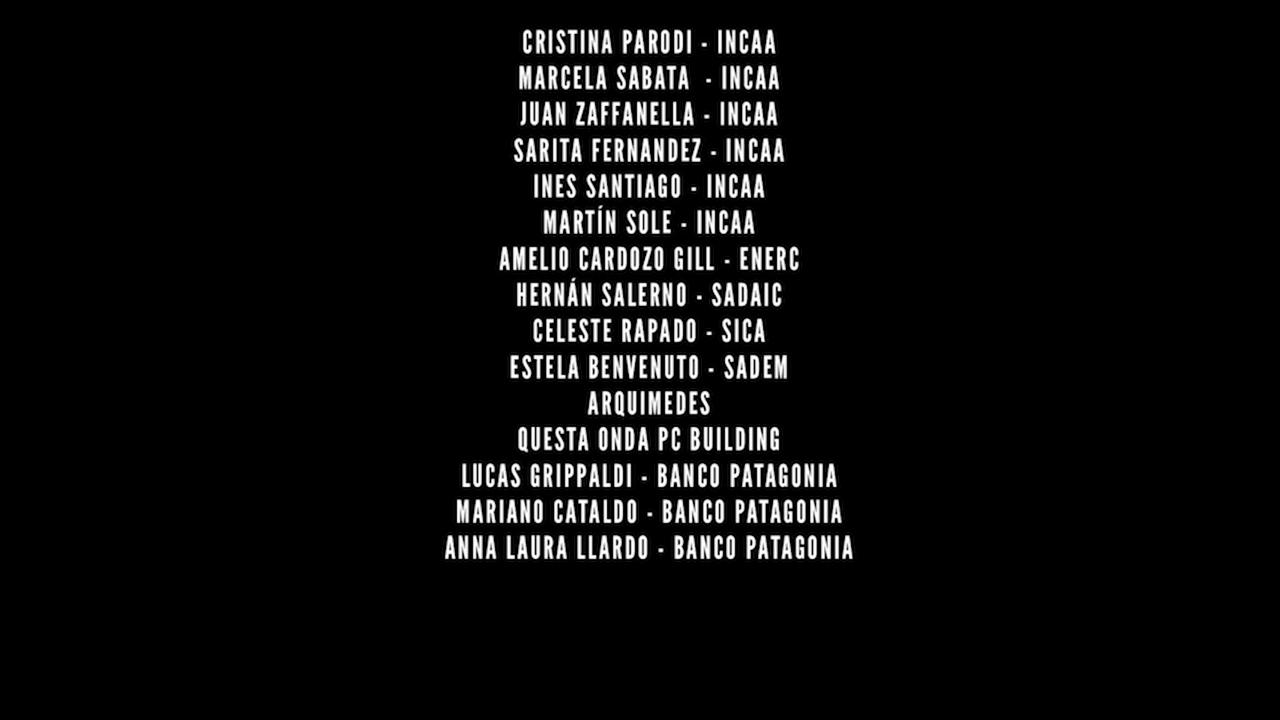 CRISTINA PARODI - INCAA
MARCELA SABATA - INCAA
JUAN ZAFFANELLA - INCAA
SARITA FERNANDEZ - INCAA
INES SANTIAGO - INCAA
MARTÍN SOLE - INCAA
AMELIO CARDOZO GILL - ENERC
HERNÁN SALERNO - SADAIC
CELESTE RAPADO - SICA
ESTELA BENVENUTO - SADEM
ARQUIMEDES
QUESTA ONDA PC BUILDING
LUCAS GRIPPALDI - BANCO PATAGONIA
MARIANO CATALDO - BANCO PATAGONIA
ANNA LAURA LLARDO - BANCO PATAGONIA